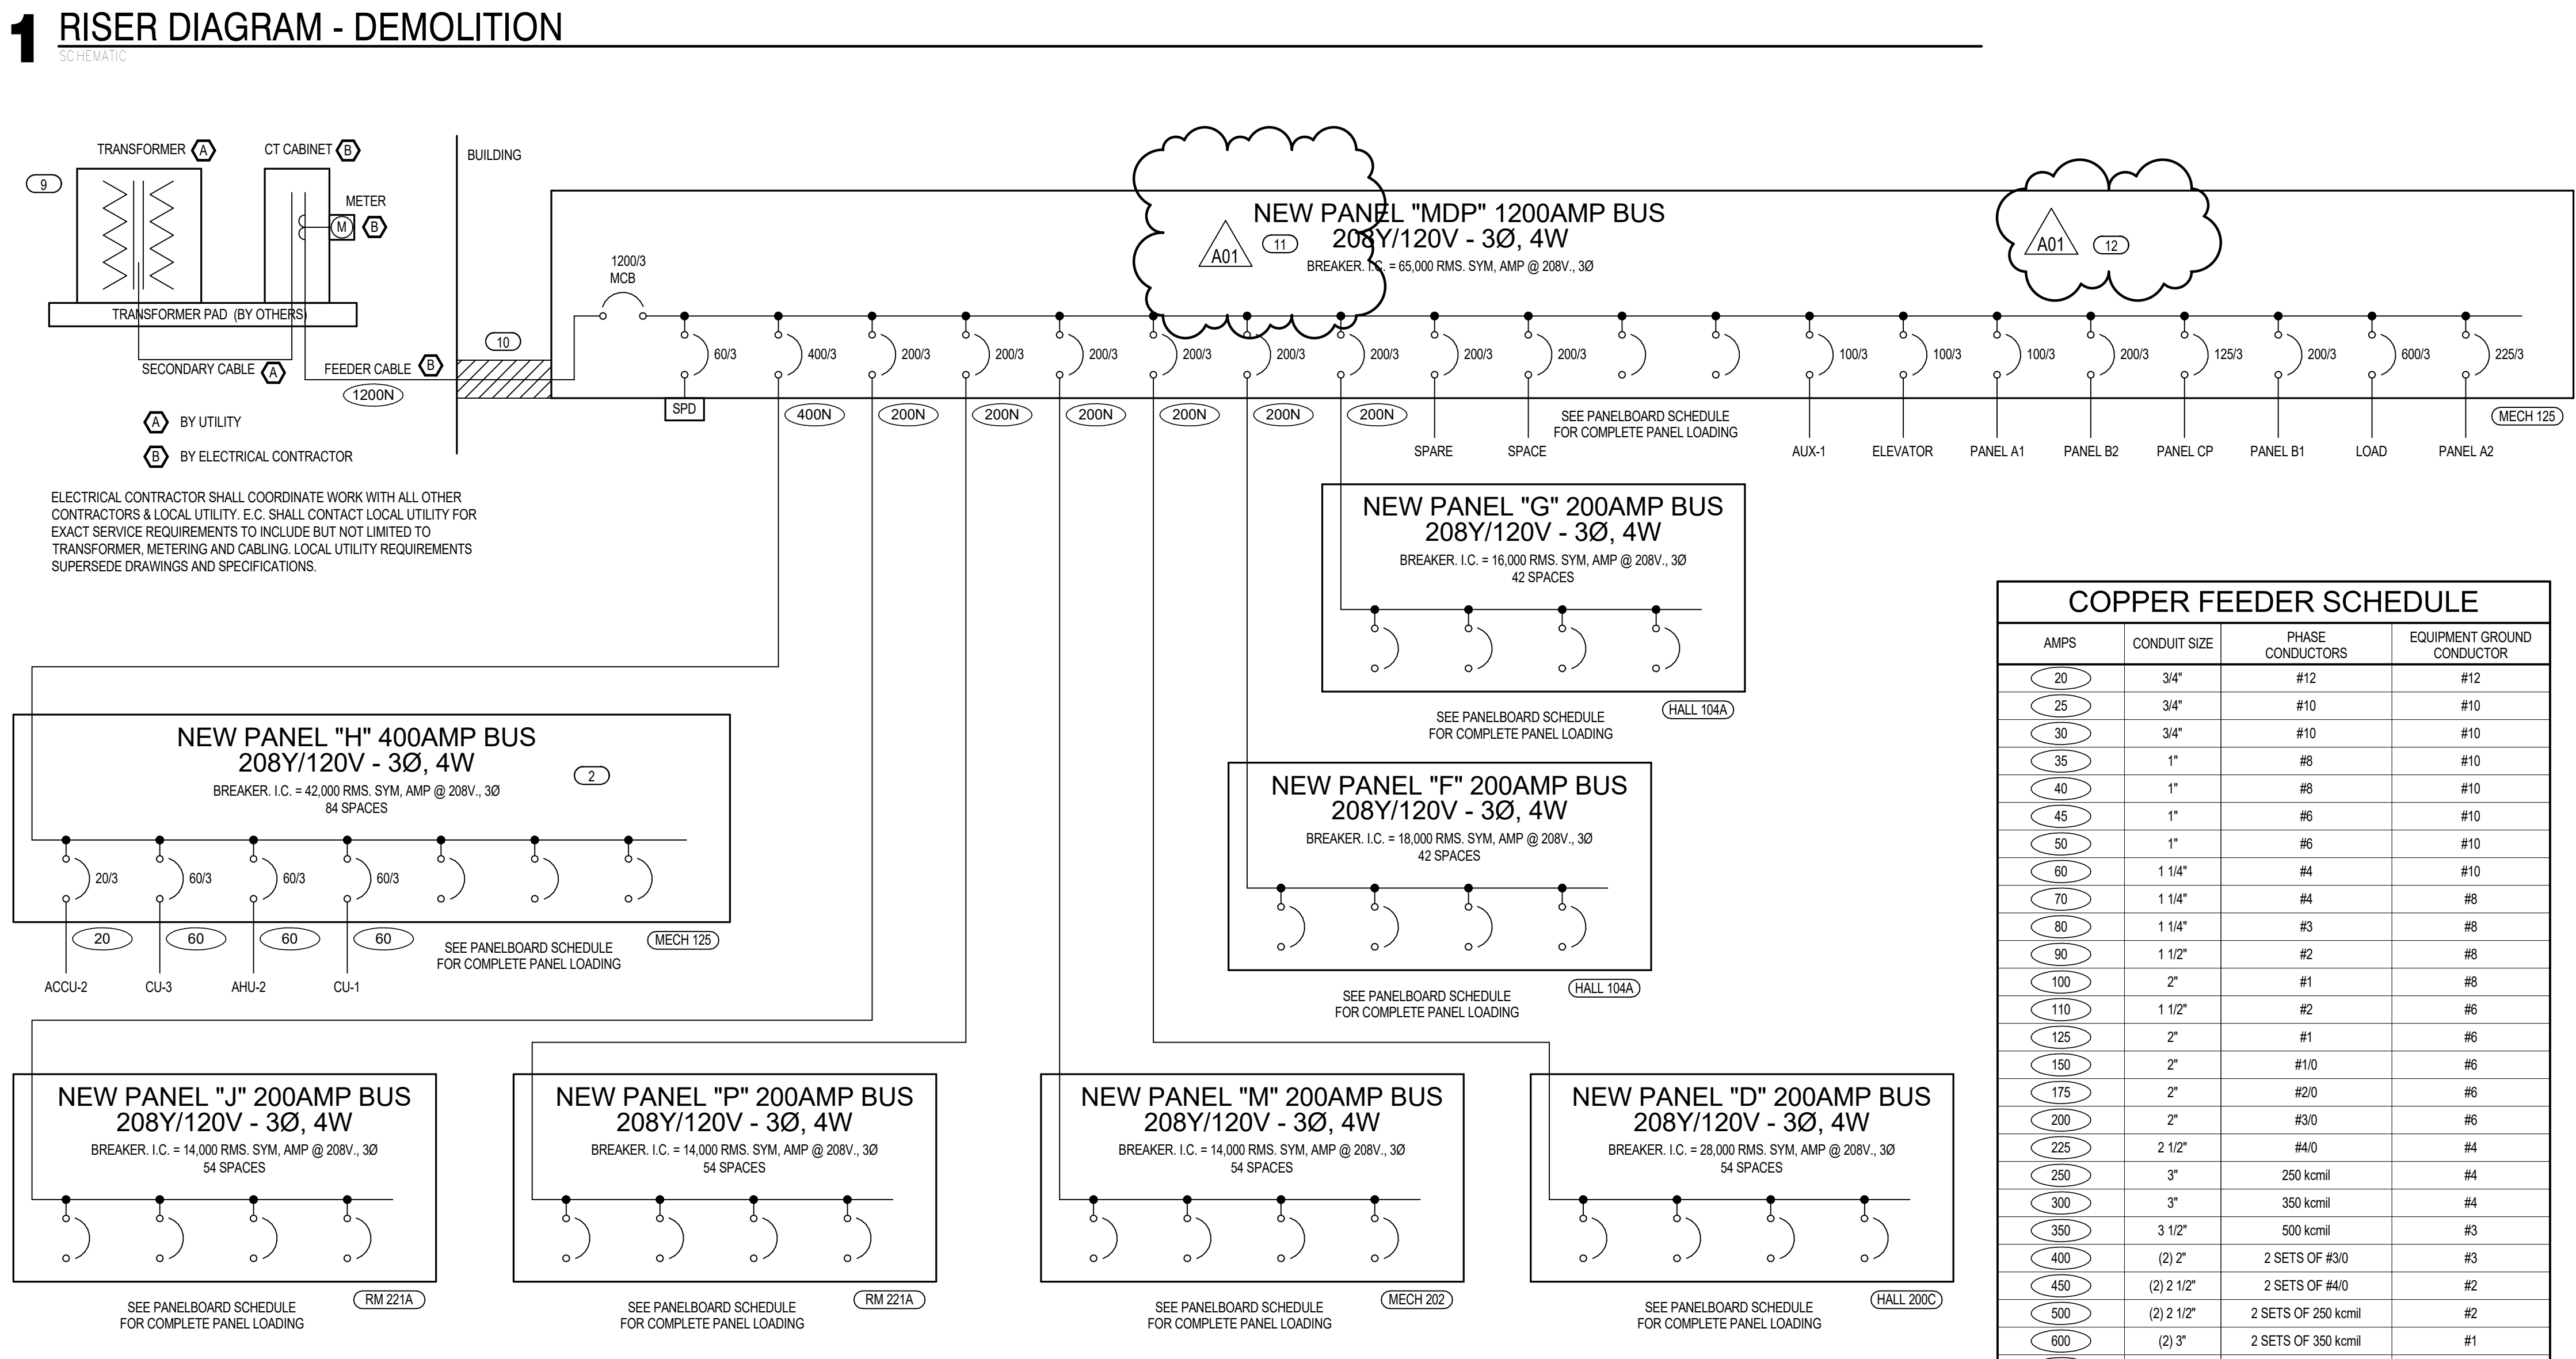 1 RISER DIAGRAM - DEMOLITION
SCHEMATIC
TRANSFORMER A
CT CABINET B
9
METER
M B
TRANSFORMER PAD (BY OTHERS)
SECONDARY CABLE A
FEEDER CABLE B
1200N
BUILDING
10
A BY UTILITY
B BY ELECTRICAL CONTRACTOR
ELECTRICAL CONTRACTOR SHALL COORDINATE WORK WITH ALL OTHER
CONTRACTORS & LOCAL UTILITY. E.C. SHALL CONTACT LOCAL UTILITY FOR
EXACT SERVICE REQUIREMENTS TO INCLUDE BUT NOT LIMITED TO
TRANSFORMER, METERING AND CABLING. LOCAL UTILITY REQUIREMENTS
SUPERSEDE DRAWINGS AND SPECIFICATIONS.
NEW PANEL "MDP" 1200AMP BUS
208Y/120V - 3Ø, 4W
BREAKER. I.C. = 65,000 RMS. SYM, AMP @ 208V., 3Ø
A01 11
A01 12
1200/3
MCB
60/3 400/3 200/3 200/3 200/3 200/3 200/3 200/3 200/3 200/3 100/3 100/3 100/3 200/3 125/3 200/3 600/3 225/3
SPD 400N 200N 200N 200N 200N 200N 200N
SEE PANELBOARD SCHEDULE
FOR COMPLETE PANEL LOADING
MECH 125
SPARE SPACE AUX-1 ELEVATOR PANEL A1 PANEL B2 PANEL CP PANEL B1 LOAD PANEL A2
NEW PANEL "G" 200AMP BUS
208Y/120V - 3Ø, 4W
BREAKER. I.C. = 16,000 RMS. SYM, AMP @ 208V., 3Ø
42 SPACES
HALL 104A
SEE PANELBOARD SCHEDULE
FOR COMPLETE PANEL LOADING
NEW PANEL "H" 400AMP BUS
208Y/120V - 3Ø, 4W
2
BREAKER. I.C. = 42,000 RMS. SYM, AMP @ 208V., 3Ø
84 SPACES
20/3 60/3 60/3 60/3
20 60 60 60
MECH 125
SEE PANELBOARD SCHEDULE
FOR COMPLETE PANEL LOADING
ACCU-2 CU-3 AHU-2 CU-1
NEW PANEL "F" 200AMP BUS
208Y/120V - 3Ø, 4W
BREAKER. I.C. = 18,000 RMS. SYM, AMP @ 208V., 3Ø
42 SPACES
HALL 104A
SEE PANELBOARD SCHEDULE
FOR COMPLETE PANEL LOADING
NEW PANEL "J" 200AMP BUS
208Y/120V - 3Ø, 4W
BREAKER. I.C. = 14,000 RMS. SYM, AMP @ 208V., 3Ø
54 SPACES
RM 221A
SEE PANELBOARD SCHEDULE
FOR COMPLETE PANEL LOADING
NEW PANEL "P" 200AMP BUS
208Y/120V - 3Ø, 4W
BREAKER. I.C. = 14,000 RMS. SYM, AMP @ 208V., 3Ø
54 SPACES
RM 221A
SEE PANELBOARD SCHEDULE
FOR COMPLETE PANEL LOADING
NEW PANEL "M" 200AMP BUS
208Y/120V - 3Ø, 4W
BREAKER. I.C. = 14,000 RMS. SYM, AMP @ 208V., 3Ø
54 SPACES
MECH 202
SEE PANELBOARD SCHEDULE
FOR COMPLETE PANEL LOADING
NEW PANEL "D" 200AMP BUS
208Y/120V - 3Ø, 4W
BREAKER. I.C. = 28,000 RMS. SYM, AMP @ 208V., 3Ø
54 SPACES
HALL 200C
SEE PANELBOARD SCHEDULE
FOR COMPLETE PANEL LOADING
COPPER FEEDER SCHEDULE
AMPS CONDUIT SIZE PHASE CONDUCTORS EQUIPMENT GROUND CONDUCTOR
20 3/4" #12 #12
25 3/4" #10 #10
30 3/4" #10 #10
35 1" #8 #10
40 1" #8 #10
45 1" #6 #10
50 1" #6 #10
60 1 1/4" #4 #10
70 1 1/4" #4 #8
80 1 1/4" #3 #8
90 1 1/2" #2 #8
100 2" #1 #8
110 1 1/2" #2 #6
125 2" #1 #6
150 2" #1/0 #6
175 2" #2/0 #6
200 2" #3/0 #6
225 2 1/2" #4/0 #4
250 3" 250 kcmil #4
300 3" 350 kcmil #4
350 3 1/2" 500 kcmil #3
400 (2) 2" 2 SETS OF #3/0 #3
450 (2) 2 1/2" 2 SETS OF #4/0 #2
500 (2) 2 1/2" 2 SETS OF 250 kcmil #2
600 (2) 3" 2 SETS OF 350 kcmil #1